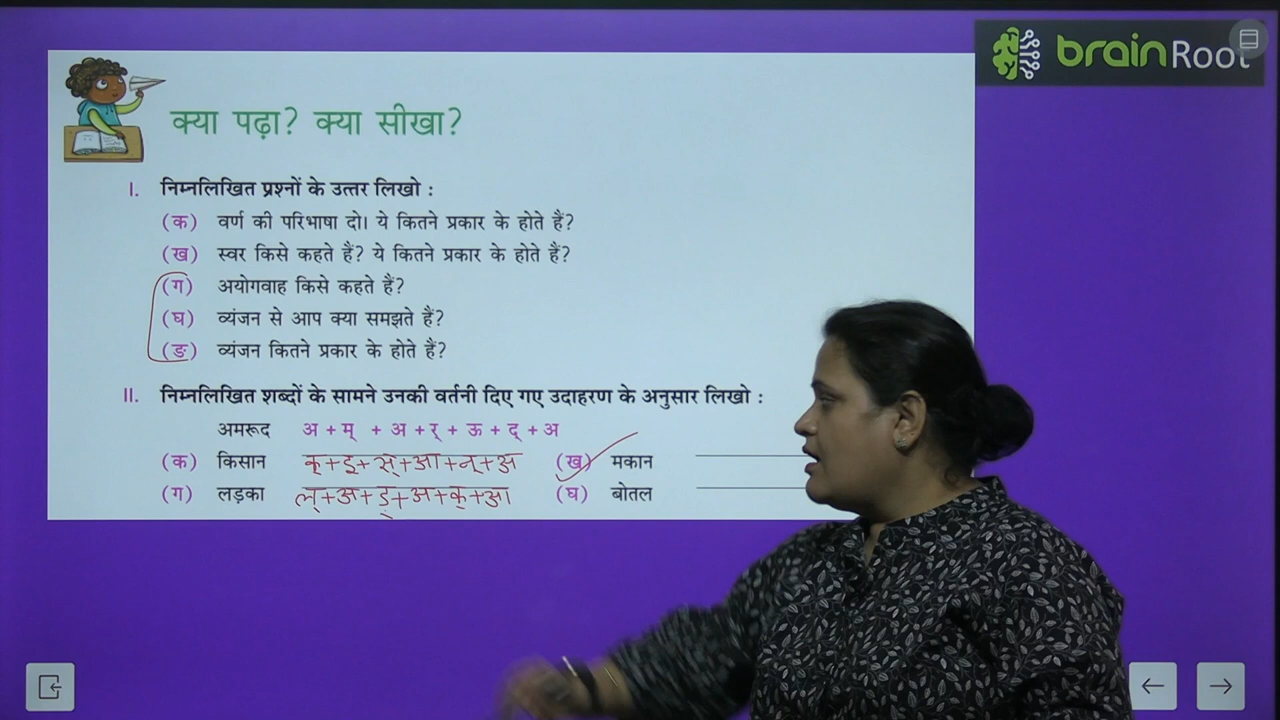 brainRoot
क्या पढ़ा? क्या सीखा?
I. निम्नलिखित प्रश्नों के उत्तर लिखो :
(क) वर्ण की परिभाषा दो। ये कितने प्रकार के होते हैं?
(ख) स्वर किसे कहते हैं? ये कितने प्रकार के होते हैं?
(ग) अयोगवाह किसे कहते हैं?
(घ) व्यंजन से आप क्या समझते हैं?
(ङ) व्यंजन कितने प्रकार के होते हैं?
II. निम्नलिखित शब्दों के सामने उनकी वर्तनी दिए गए उदाहरण के अनुसार लिखो :
अमरूद अ + म् + अ + र् + ऊ + द् + अ
(क) किसान क्+इ+स्+आ+न्+अ (ख) मकान
(ग) लड़का ल्+अ+ड़्+अ+क्+आ (घ) बोतल